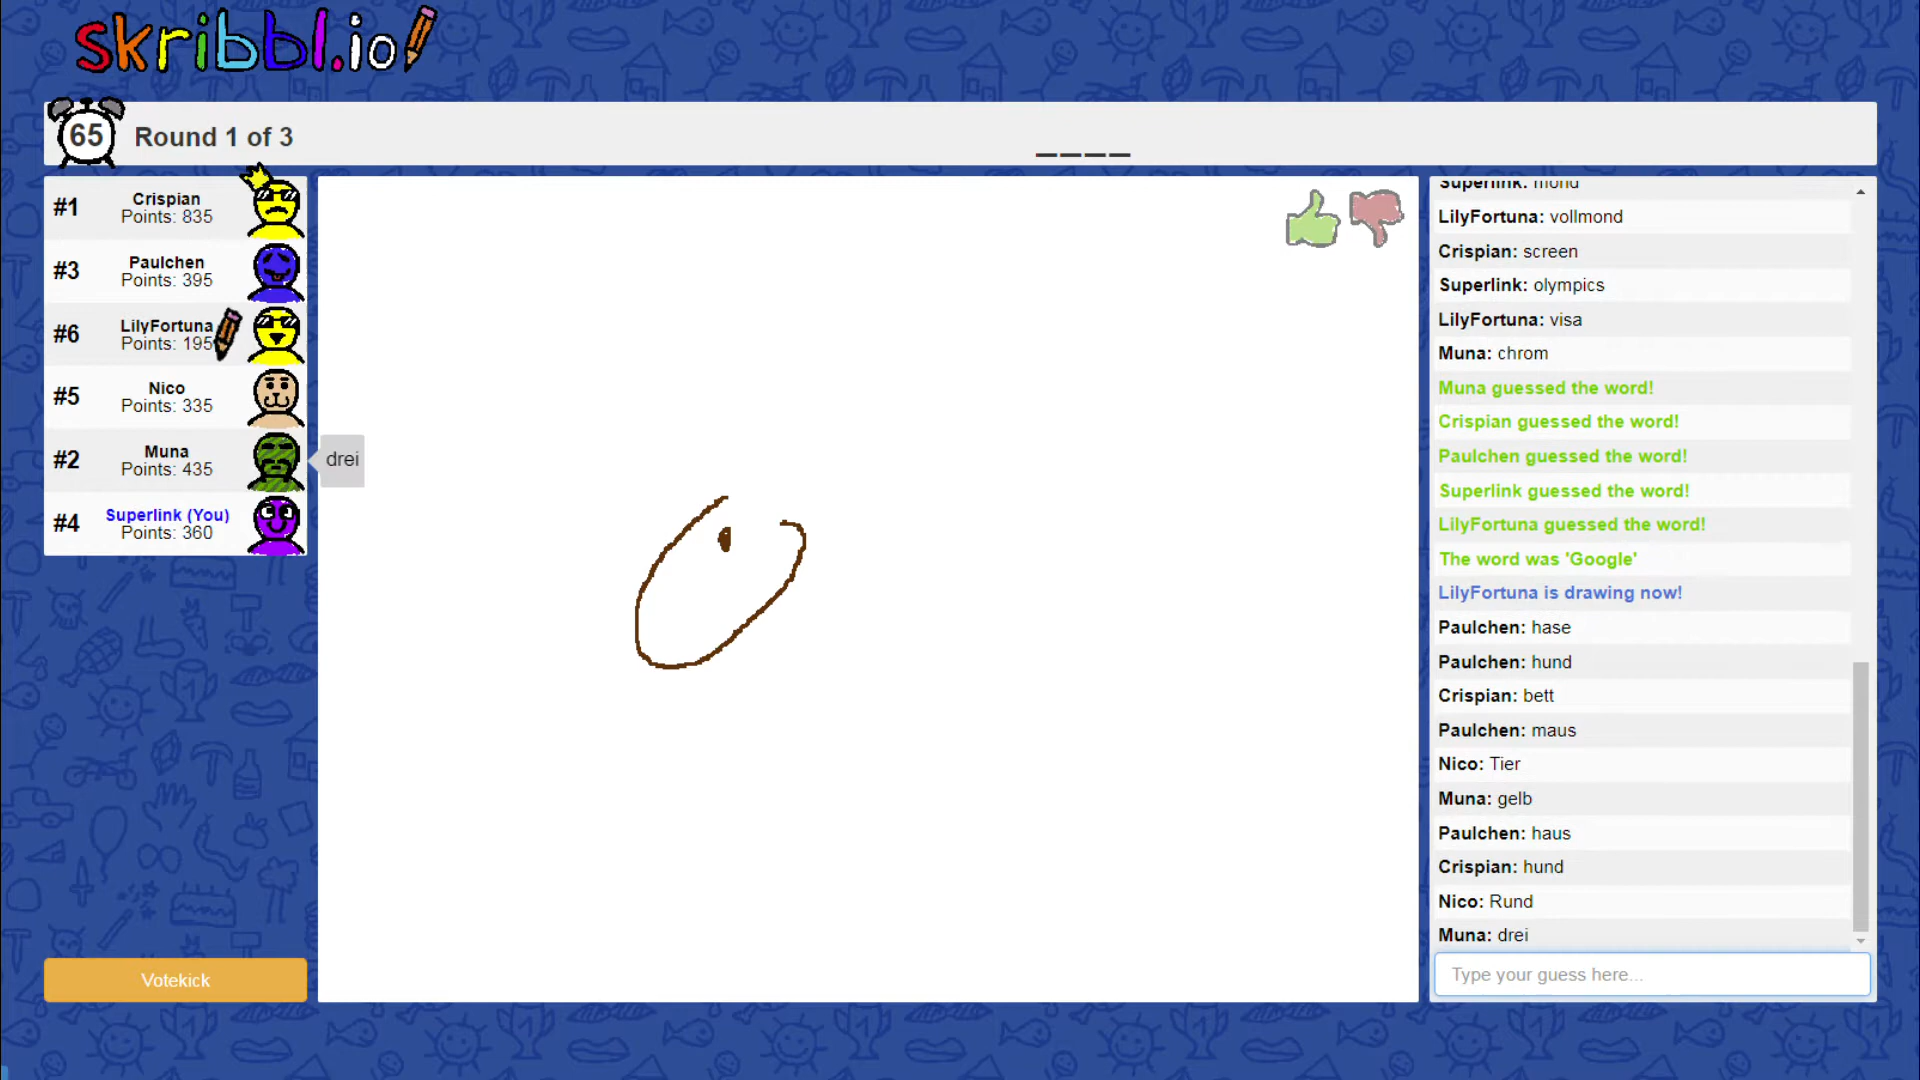 skribbl.io
65
Round 1 of 3
____
#1
Crispian
Points: 835
#3
Paulchen
Points: 395
#6
LilyFortuna
Points: 195
#5
Nico
Points: 335
#2
Muna
Points: 435
drei
#4
Superlink (You)
Points: 360
Votekick
Superlink: mond
LilyFortuna: vollmond
Crispian: screen
Superlink: olympics
LilyFortuna: visa
Muna: chrom
Muna guessed the word!
Crispian guessed the word!
Paulchen guessed the word!
Superlink guessed the word!
LilyFortuna guessed the word!
The word was 'Google'
LilyFortuna is drawing now!
Paulchen: hase
Paulchen: hund
Crispian: bett
Paulchen: maus
Nico: Tier
Muna: gelb
Paulchen: haus
Crispian: hund
Nico: Rund
Muna: drei
Type your guess here...